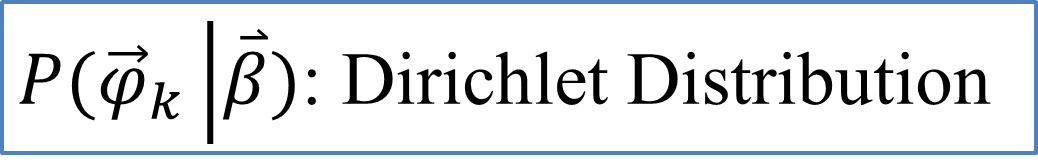 P(φ⃗ₖ | β⃗): Dirichlet Distribution